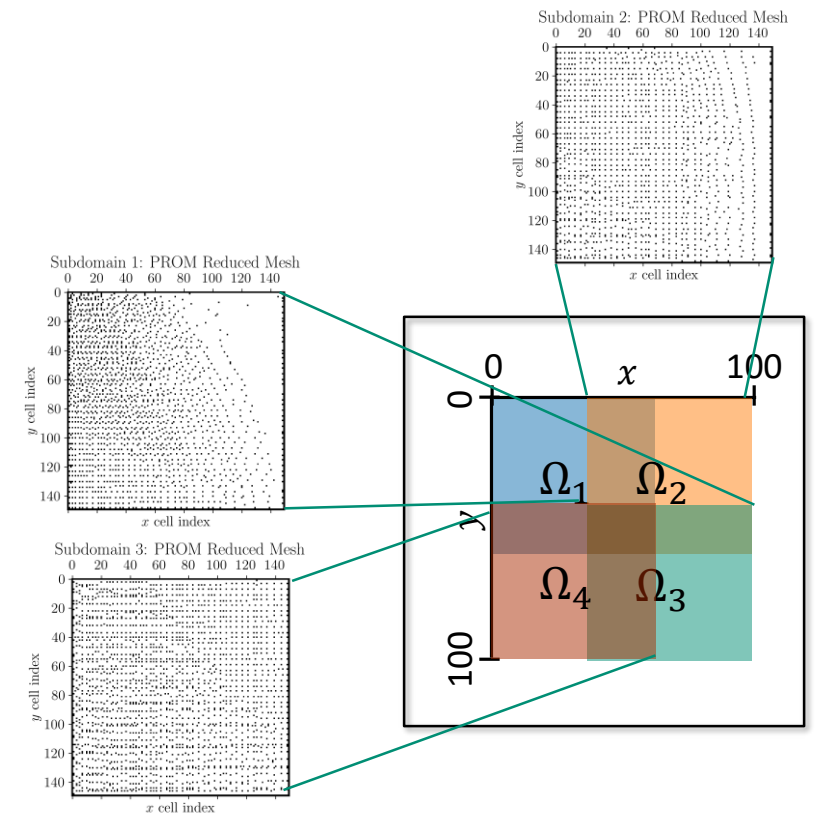 Subdomain 2: PROM Reduced Mesh
0 20 40 60 80 100 120 140
0
20
40
60
80
100
120
140
y cell index
x cell index
Subdomain 1: PROM Reduced Mesh
0 20 40 60 80 100 120 140
0
20
40
60
80
100
120
140
y cell index
x cell index
0 x 100
0
y
100
Ω₁ Ω₂
Ω₄ Ω₃
Subdomain 3: PROM Reduced Mesh
0 20 40 60 80 100 120 140
0
20
40
60
80
100
120
140
y cell index
x cell index